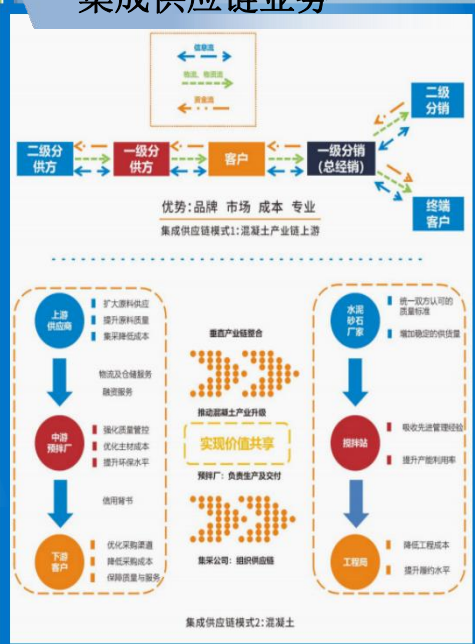 集成供应链业务
信息流
物流、物资流
资金流
二级分供方
一级分供方
客户
一级分销(总经销)
二级分销
终端客户
优势:品牌 市场 成本 专业
集成供应链模式1:混凝土产业链上游
上游供应商
扩大原料供应
提升原料质量
集采降低成本
物流及仓储服务
融资服务
中游预拌厂
强化质量管控
优化主材成本
提升环保水平
信用背书
下游客户
优化采购渠道
降低采购成本
保障质量与服务
垂直产业链整合
推动混凝土产业升级
实现价值共享
预拌厂:负责生产及交付
集采公司:组织供应链
水泥砂石厂家
统一双方认可的质量标准
增加稳定的供货量
搅拌站
吸收先进管理经验
提升产能利用率
工程局
降低工程成本
提升履约水平
集成供应链模式2:混凝土